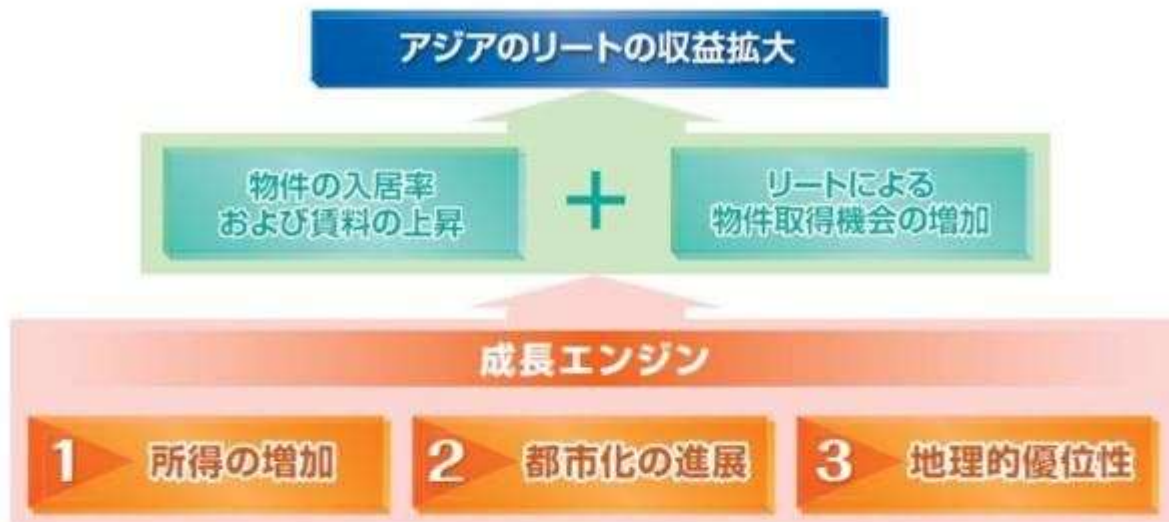 アジアのリートの収益拡大
物件の入居率
および賃料の上昇
+
リートによる
物件取得機会の増加
成長エンジン
1 所得の増加
2 都市化の進展
3 地理的優位性